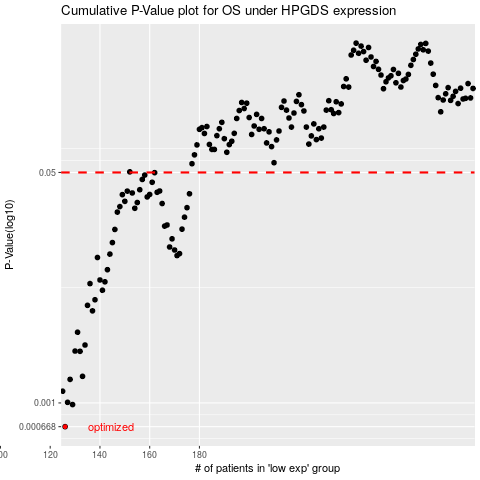 Cumulative P-Value plot for OS under HPGDS expression
P-Value(log10)
0.05
0.001
0.000668
optimized
00 120 140 160 180
# of patients in 'low exp' group